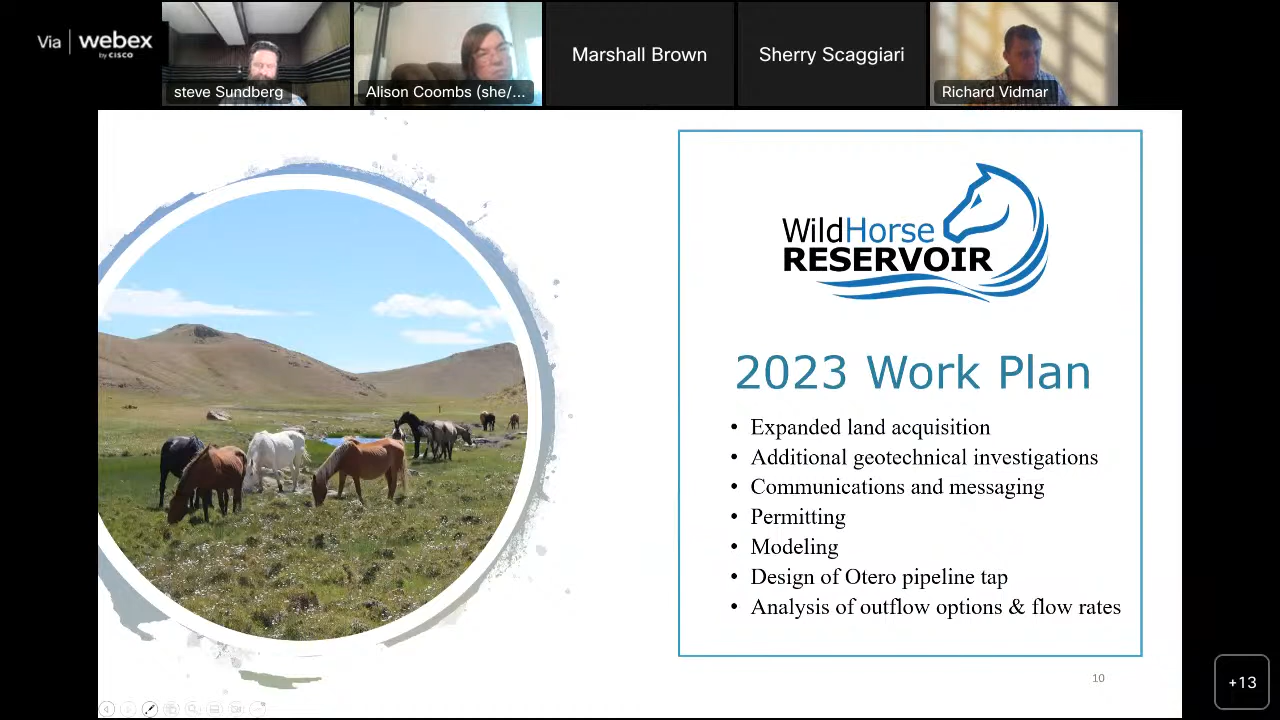 Via | webex
by CISCO
steve Sundberg
Alison Coombs (she/...
Marshall Brown
Sherry Scaggiari
Richard Vidmar
WildHorse
RESERVOIR
2023 Work Plan
• Expanded land acquisition
• Additional geotechnical investigations
• Communications and messaging
• Permitting
• Modeling
• Design of Otero pipeline tap
• Analysis of outflow options & flow rates
10
+13